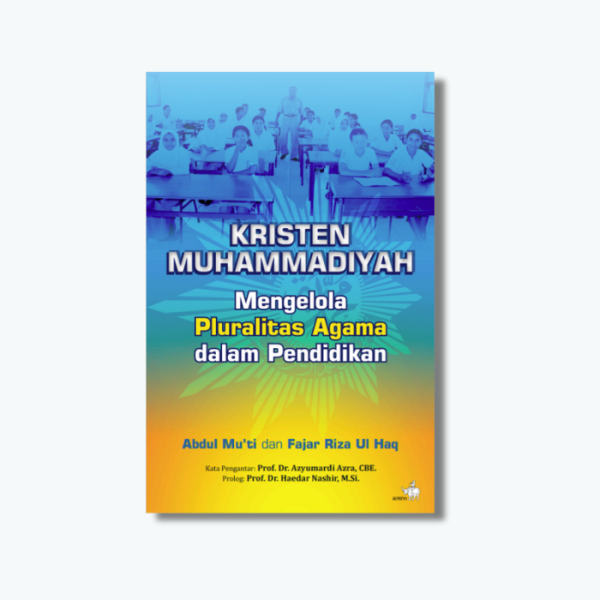 KRISTEN
MUHAMMADIYAH
Mengelola
Pluralitas Agama
dalam Pendidikan
Abdul Mu'ti dan Fajar Riza Ul Haq
Kata Pengantar: Prof. Dr. Azyumardi Azra, CBE.
Prolog: Prof. Dr. Haedar Nashir, M.Si.